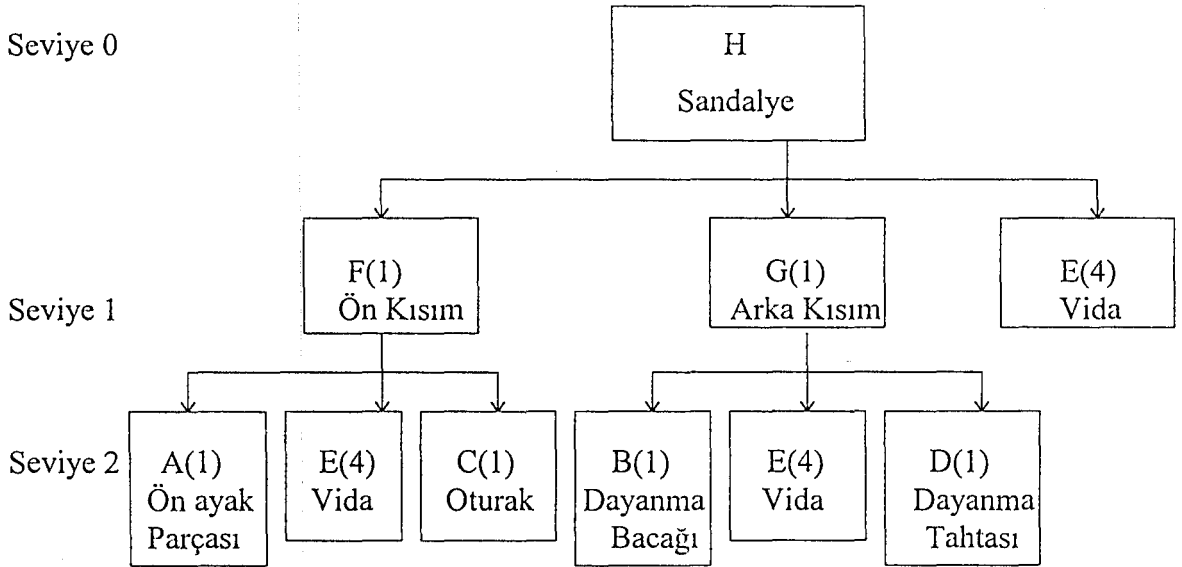 Seviye 0
H
Sandalye
Seviye 1
F(1)
Ön Kısım
G(1)
Arka Kısım
E(4)
Vida
Seviye 2
A(1)
Ön ayak
Parçası
E(4)
Vida
C(1)
Oturak
B(1)
Dayanma
Bacağı
E(4)
Vida
D(1)
Dayanma
Tahtası